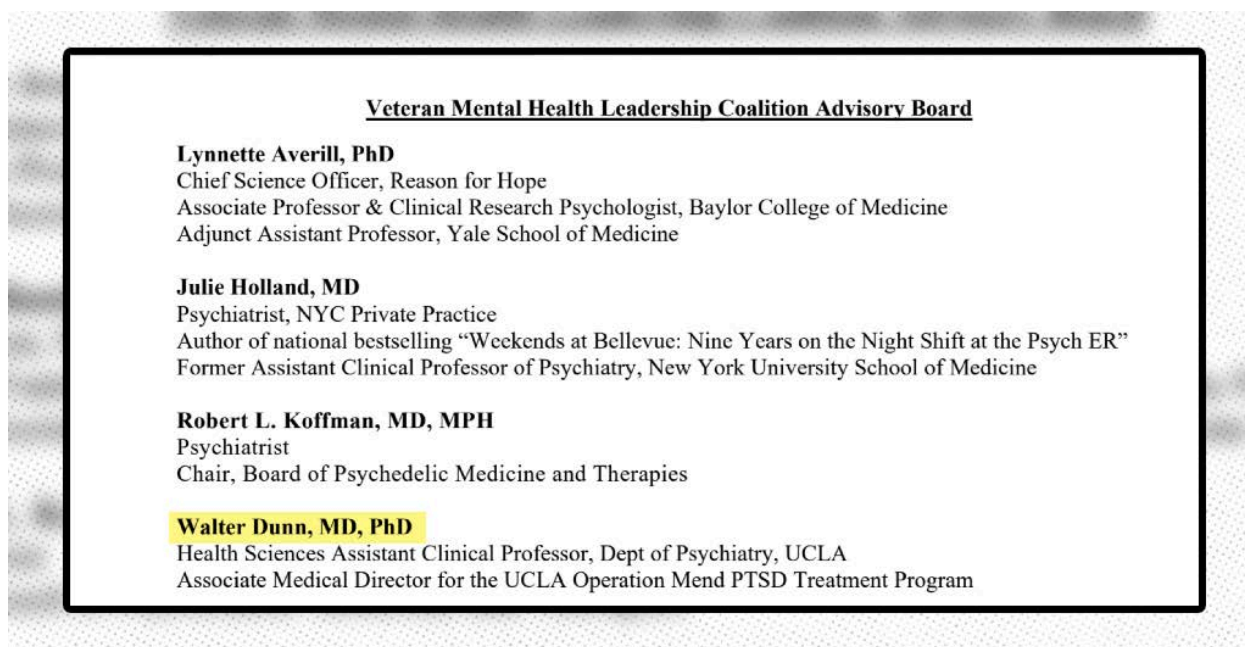 Veteran Mental Health Leadership Coalition Advisory Board
Lynnette Averill, PhD
Chief Science Officer, Reason for Hope
Associate Professor & Clinical Research Psychologist, Baylor College of Medicine
Adjunct Assistant Professor, Yale School of Medicine
Julie Holland, MD
Psychiatrist, NYC Private Practice
Author of national bestselling “Weekends at Bellevue: Nine Years on the Night Shift at the Psych ER”
Former Assistant Clinical Professor of Psychiatry, New York University School of Medicine
Robert L. Koffman, MD, MPH
Psychiatrist
Chair, Board of Psychedelic Medicine and Therapies
Walter Dunn, MD, PhD
Health Sciences Assistant Clinical Professor, Dept of Psychiatry, UCLA
Associate Medical Director for the UCLA Operation Mend PTSD Treatment Program